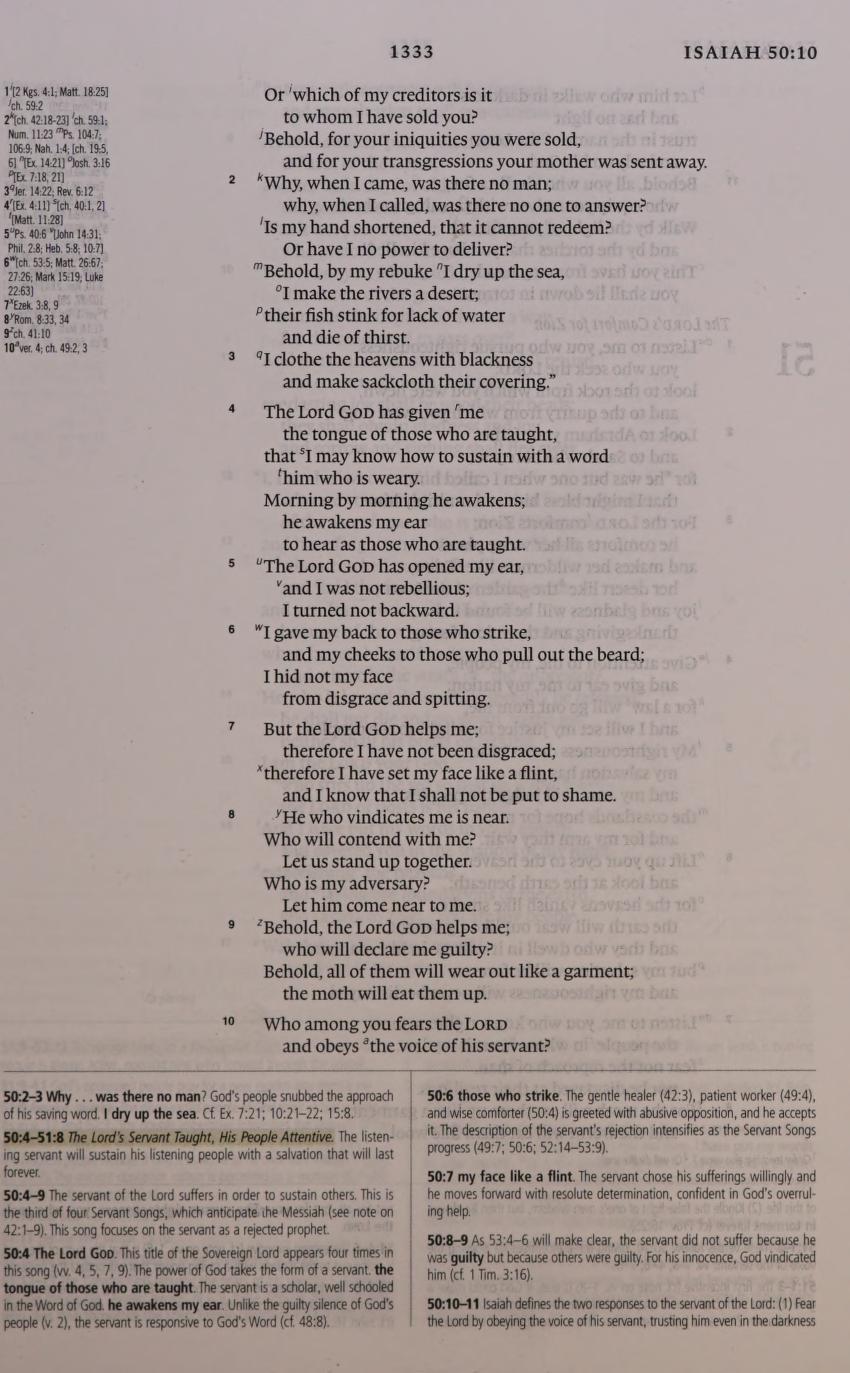 1333
ISAIAH 50:10
1 i[2 Kgs. 4:1; Matt. 18:25]
j ch. 59:2
2 k[ch. 42:18-23] l ch. 59:1;
Num. 11:23 m Ps. 104:7;
106:9; Nah. 1:4; [ch. 19:5,
6] n[Ex. 14:21] o Josh. 3:16
p[Ex. 7:18, 21]
3 q Jer. 14:22; Rev. 6:12
4 r[Ex. 4:11] s[ch. 40:1, 2]
t[Matt. 11:28]
5 u Ps. 40:6 v[John 14:31;
Phil. 2:8; Heb. 5:8; 10:7]
6 w[ch. 53:5; Matt. 26:67;
27:26; Mark 15:19; Luke
22:63]
7 x Ezek. 3:8, 9
8 y Rom. 8:33, 34
9 z ch. 41:10
10 a ver. 4; ch. 49:2, 3
Or i which of my creditors is it
to whom I have sold you?
j Behold, for your iniquities you were sold,
and for your transgressions your mother was sent away.
2 k Why, when I came, was there no man;
why, when I called, was there no one to answer?
l Is my hand shortened, that it cannot redeem?
Or have I no power to deliver?
m Behold, by my rebuke n I dry up the sea,
o I make the rivers a desert;
p their fish stink for lack of water
and die of thirst.
3 q I clothe the heavens with blackness
and make sackcloth their covering.”
4 The Lord GOD has given r me
the tongue of those who are taught,
that s I may know how to sustain with a word
t him who is weary.
Morning by morning he awakens;
he awakens my ear
to hear as those who are taught.
5 u The Lord GOD has opened my ear,
v and I was not rebellious;
I turned not backward.
6 w I gave my back to those who strike,
and my cheeks to those who pull out the beard;
I hid not my face
from disgrace and spitting.
7 But the Lord GOD helps me;
therefore I have not been disgraced;
x therefore I have set my face like a flint,
and I know that I shall not be put to shame.
8 y He who vindicates me is near.
Who will contend with me?
Let us stand up together.
Who is my adversary?
Let him come near to me.
9 z Behold, the Lord GOD helps me;
who will declare me guilty?
Behold, all of them will wear out like a garment;
the moth will eat them up.
10 Who among you fears the LORD
and obeys a the voice of his servant?
50:2–3 Why . . . was there no man? God's people snubbed the approach
of his saving word. I dry up the sea. Cf. Ex. 7:21; 10:21–22; 15:8.
50:4–51:8 The Lord's Servant Taught, His People Attentive. The listen-
ing servant will sustain his listening people with a salvation that will last
forever.
50:4–9 The servant of the Lord suffers in order to sustain others. This is
the third of four Servant Songs, which anticipate the Messiah (see note on
42:1–9). This song focuses on the servant as a rejected prophet.
50:4 The Lord GOD. This title of the Sovereign Lord appears four times in
this song (vv. 4, 5, 7, 9). The power of God takes the form of a servant. the
tongue of those who are taught. The servant is a scholar, well schooled
in the Word of God. he awakens my ear. Unlike the guilty silence of God's
people (v. 2), the servant is responsive to God's Word (cf. 48:8).
50:6 those who strike. The gentle healer (42:3), patient worker (49:4),
and wise comforter (50:4) is greeted with abusive opposition, and he accepts
it. The description of the servant's rejection intensifies as the Servant Songs
progress (49:7; 50:6; 52:14–53:9).
50:7 my face like a flint. The servant chose his sufferings willingly and
he moves forward with resolute determination, confident in God's overrul-
ing help.
50:8–9 As 53:4–6 will make clear, the servant did not suffer because he
was guilty but because others were guilty. For his innocence, God vindicated
him (cf. 1 Tim. 3:16).
50:10–11 Isaiah defines the two responses to the servant of the Lord: (1) Fear
the Lord by obeying the voice of his servant, trusting him even in the darkness